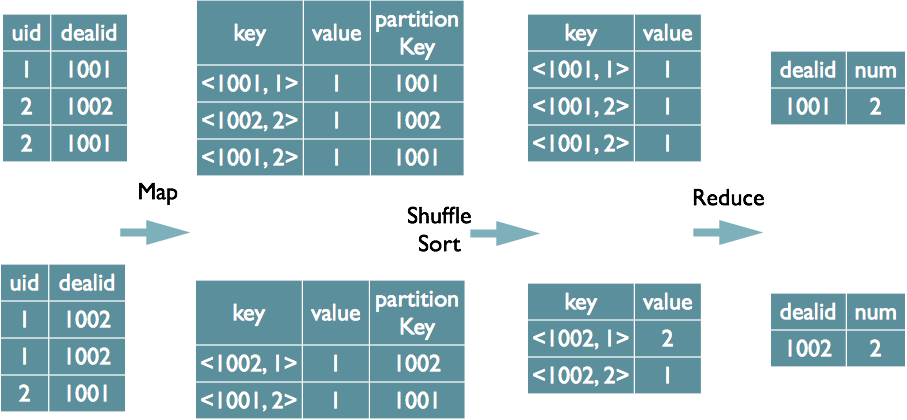 uid dealid
1 1001
2 1002
2 1001
key value partition Key
<1001, 1> 1 1001
<1002, 2> 1 1002
<1001, 2> 1 1001
key value
<1001, 1> 1
<1001, 2> 1
<1001, 2> 1
dealid num
1001 2
Map
Shuffle
Sort
Reduce
uid dealid
1 1002
1 1002
2 1001
key value partition Key
<1002, 1> 1 1002
<1001, 2> 1 1001
key value
<1002, 1> 2
<1002, 2> 1
dealid num
1002 2